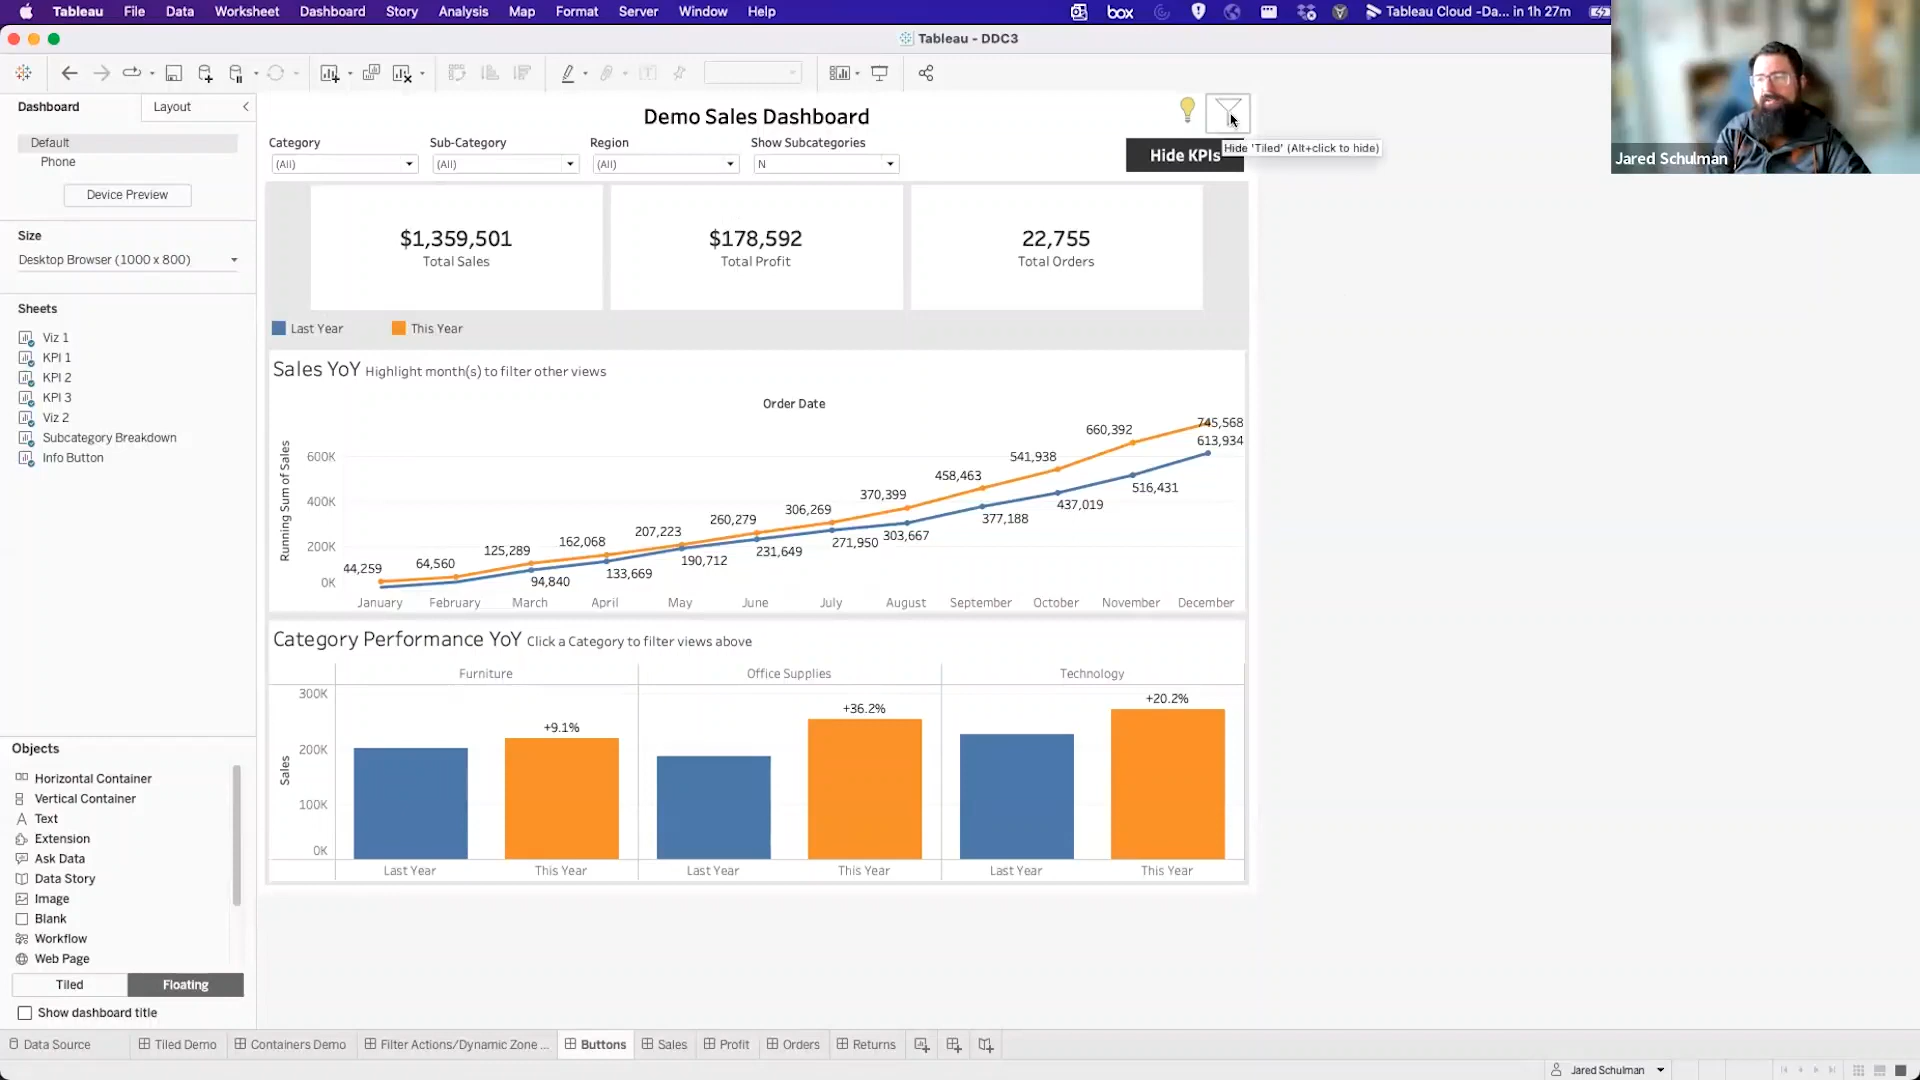 Tableau File Data Worksheet Dashboard Story Analysis Map Format Server Window Help
box
Tableau Cloud -Da... in 1h 27m
Tableau - DDC3
Dashboard Layout
Default
Phone
Device Preview
Size
Desktop Browser (1000 x 800)
Sheets
Viz 1
KPI 1
KPI 2
KPI 3
Viz 2
Subcategory Breakdown
Info Button
Objects
Horizontal Container
Vertical Container
Text
Extension
Ask Data
Data Story
Image
Blank
Workflow
Web Page
Tiled Floating
Show dashboard title
Demo Sales Dashboard
Category Sub-Category Region Show Subcategories
(All) (All) (All) N
Hide KPIs
Hide 'Tiled' (Alt+click to hide)
Jared Schulman
$1,359,501 $178,592 22,755
Total Sales Total Profit Total Orders
Last Year This Year
Sales YoY Highlight month(s) to filter other views
Order Date
Running Sum of Sales
600K
400K
200K
0K
44,259 64,560 125,289 162,068 207,223 260,279 306,269 370,399 458,463 541,938 660,392 745,568
94,840 133,669 190,712 231,649 271,950 303,667 377,188 437,019 516,431 613,934
January February March April May June July August September October November December
Category Performance YoY Click a Category to filter views above
Furniture Office Supplies Technology
Sales
300K
200K
100K
0K
+9.1% +36.2% +20.2%
Last Year This Year Last Year This Year Last Year This Year
Data Source Tiled Demo Containers Demo Filter Actions/Dynamic Zone ... Buttons Sales Profit Orders Returns
Jared Schulman